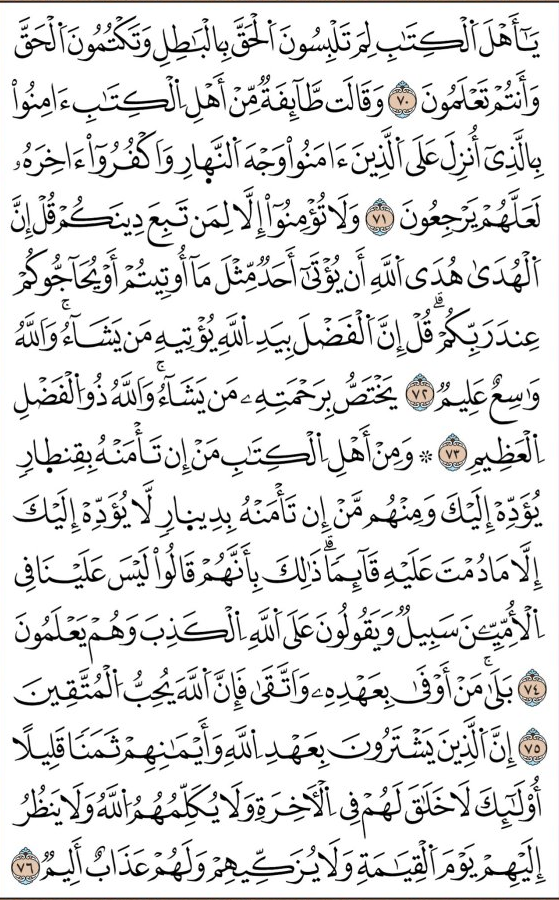 يَـٰٓأَهْلَ ٱلْكِتَـٰبِ لِمَ تَلْبِسُونَ ٱلْحَقَّ بِٱلْبَـٰطِلِ وَتَكْتُمُونَ ٱلْحَقَّ
وَأَنتُمْ تَعْلَمُونَ ٧٠ وَقَالَت طَّآئِفَةٌ مِّنْ أَهْلِ ٱلْكِتَـٰبِ ءَامِنُوا۟
بِٱلَّذِىٓ أُنزِلَ عَلَى ٱلَّذِينَ ءَامَنُوا۟ وَجْهَ ٱلنَّهَارِ وَٱكْفُرُوٓا۟ ءَاخِرَهُۥ
لَعَلَّهُمْ يَرْجِعُونَ ٧١ وَلَا تُؤْمِنُوٓا۟ إِلَّا لِمَن تَبِعَ دِينَكُمْ قُلْ إِنَّ
ٱلْهُدَىٰ هُدَى ٱللَّهِ أَن يُؤْتَىٰٓ أَحَدٌ مِّثْلَ مَآ أُوتِيتُمْ أَوْ يُحَآجُّوكُمْ
عِندَ رَبِّكُمْ ۗ قُلْ إِنَّ ٱلْفَضْلَ بِيَدِ ٱللَّهِ يُؤْتِيهِ مَن يَشَآءُ ۚ وَٱللَّهُ
وَٰسِعٌ عَلِيمٌ ٧٢ يَخْتَصُّ بِرَحْمَتِهِۦ مَن يَشَآءُ ۚ وَٱللَّهُ ذُو ٱلْفَضْلِ
ٱلْعَظِيمِ ٧٣ * وَمِنْ أَهْلِ ٱلْكِتَـٰبِ مَنْ إِن تَأْمَنْهُ بِقِنطَارٍ
يُؤَدِّهْ إِلَيْكَ وَمِنْهُم مَّنْ إِن تَأْمَنْهُ بِدِينَارٍ لَّا يُؤَدِّهْ إِلَيْكَ
إِلَّا مَا دُمْتَ عَلَيْهِ قَآئِمًا ۗ ذَٰلِكَ بِأَنَّهُمْ قَالُوا۟ لَيْسَ عَلَيْنَا فِى
ٱلْأُمِّيِّـۧنَ سَبِيلٌ وَيَقُولُونَ عَلَى ٱللَّهِ ٱلْكَذِبَ وَهُمْ يَعْلَمُونَ
٧٤ بَلَىٰ ۚ مَنْ أَوْفَىٰ بِعَهْدِهِۦ وَٱتَّقَىٰ فَإِنَّ ٱللَّهَ يُحِبُّ ٱلْمُتَّقِينَ
٧٥ إِنَّ ٱلَّذِينَ يَشْتَرُونَ بِعَهْدِ ٱللَّهِ وَأَيْمَـٰنِهِمْ ثَمَنًا قَلِيلًا
أُو۟لَـٰٓئِكَ لَا خَلَـٰقَ لَهُمْ فِى ٱلْـَٔاخِرَةِ وَلَا يُكَلِّمُهُمُ ٱللَّهُ وَلَا يَنظُرُ
إِلَيْهِمْ يَوْمَ ٱلْقِيَـٰمَةِ وَلَا يُزَكِّيهِمْ وَلَهُمْ عَذَابٌ أَلِيمٌ ٧٦